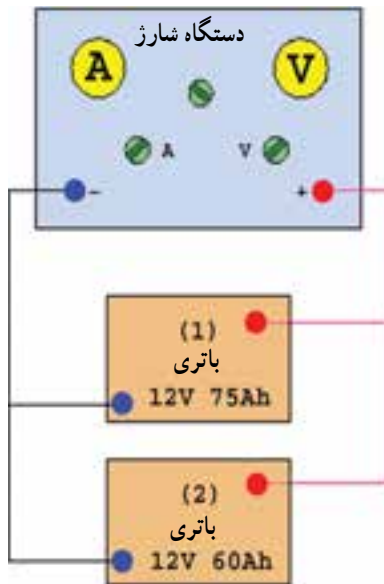 دستگاه شارژ
A V
A V
- +
(1)
باتری
12V 75Ah
(2)
باتری
12V 60Ah